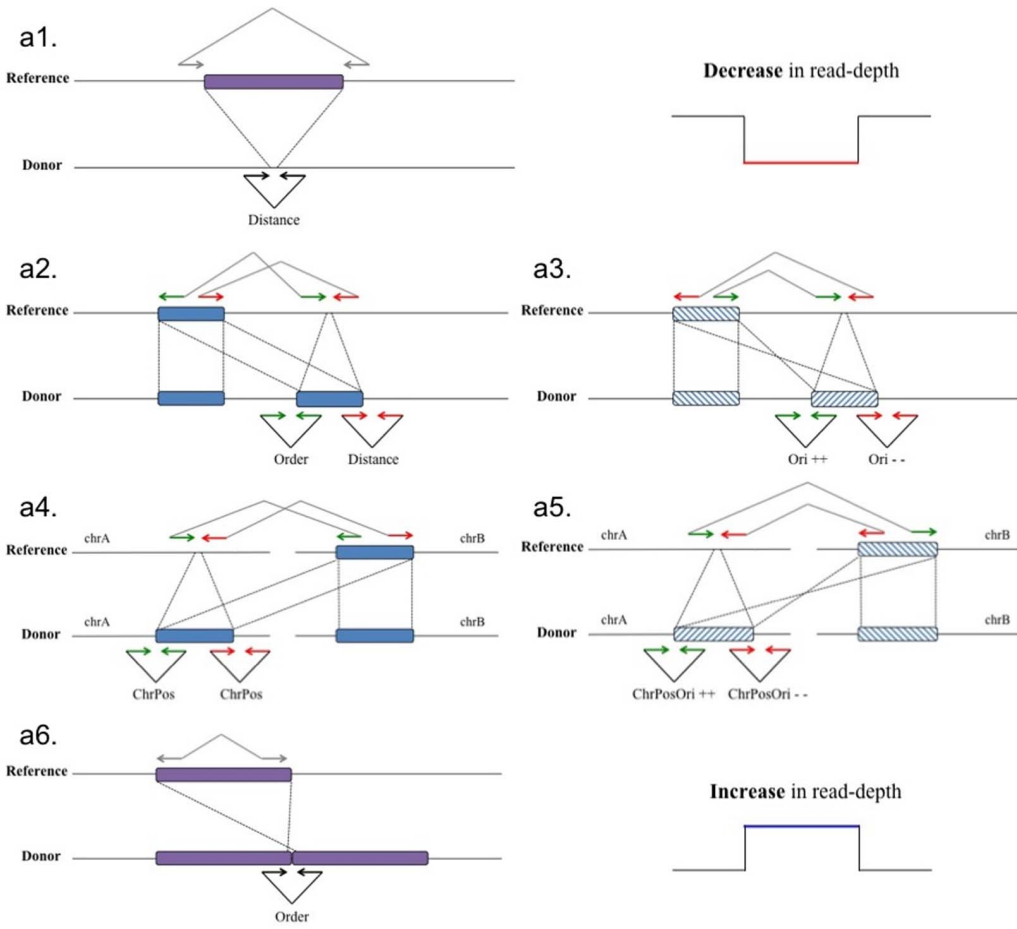 a1.
Reference
Donor
Distance
Decrease in read-depth
a2.
Reference
Donor
Order
Distance
a3.
Reference
Donor
Ori ++
Ori - -
a4.
chrA
chrB
Reference
chrA
chrB
Donor
ChrPos
ChrPos
a5.
chrA
chrB
Reference
chrA
chrB
Donor
ChrPosOri ++
ChrPosOri - -
a6.
Reference
Donor
Order
Increase in read-depth